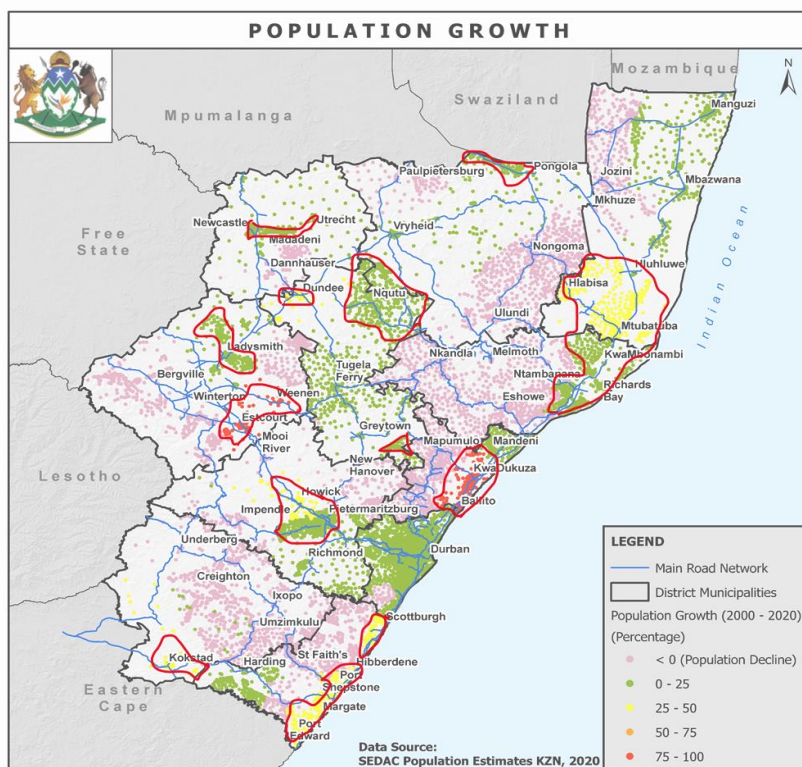 POPULATION GROWTH
Mozambique
N
Swaziland
Mpumalanga
Manguzi
Paulpietersburg
Pongola
Jozini
Mbazwana
Mkhuze
Free
State
Newcastle
Utrecht
Madadeni
Vryheid
Dannhauser
Nongoma
Indian Ocean
Hluhluwe
Dundee
Hlabisa
Nqutu
Ulundi
Mtubatuba
Ladysmith
Nkandla
Melmoth
KwaMbonambi
Bergville
Tugela
Ferry
Ntambanana
Winterton
Weenen
Eshowe
Richards
Bay
Estcourt
Greytown
Mooi
River
Mapumulo
Mandeni
Lesotho
New
Hanover
KwaDukuza
Howick
Ballito
Impendle
Pietermaritzburg
Underberg
Richmond
Durban
Creighton
Ixopo
Scottburgh
Umzimkulu
Kokstad
St Faith's
Hibberdene
Harding
Port
Shepstone
Eastern
Cape
Margate
Port
Edward
LEGEND
Main Road Network
District Municipalities
Population Growth (2000 - 2020)
(Percentage)
< 0 (Population Decline)
0 - 25
25 - 50
50 - 75
75 - 100
Data Source:
SEDAC Population Estimates KZN, 2020